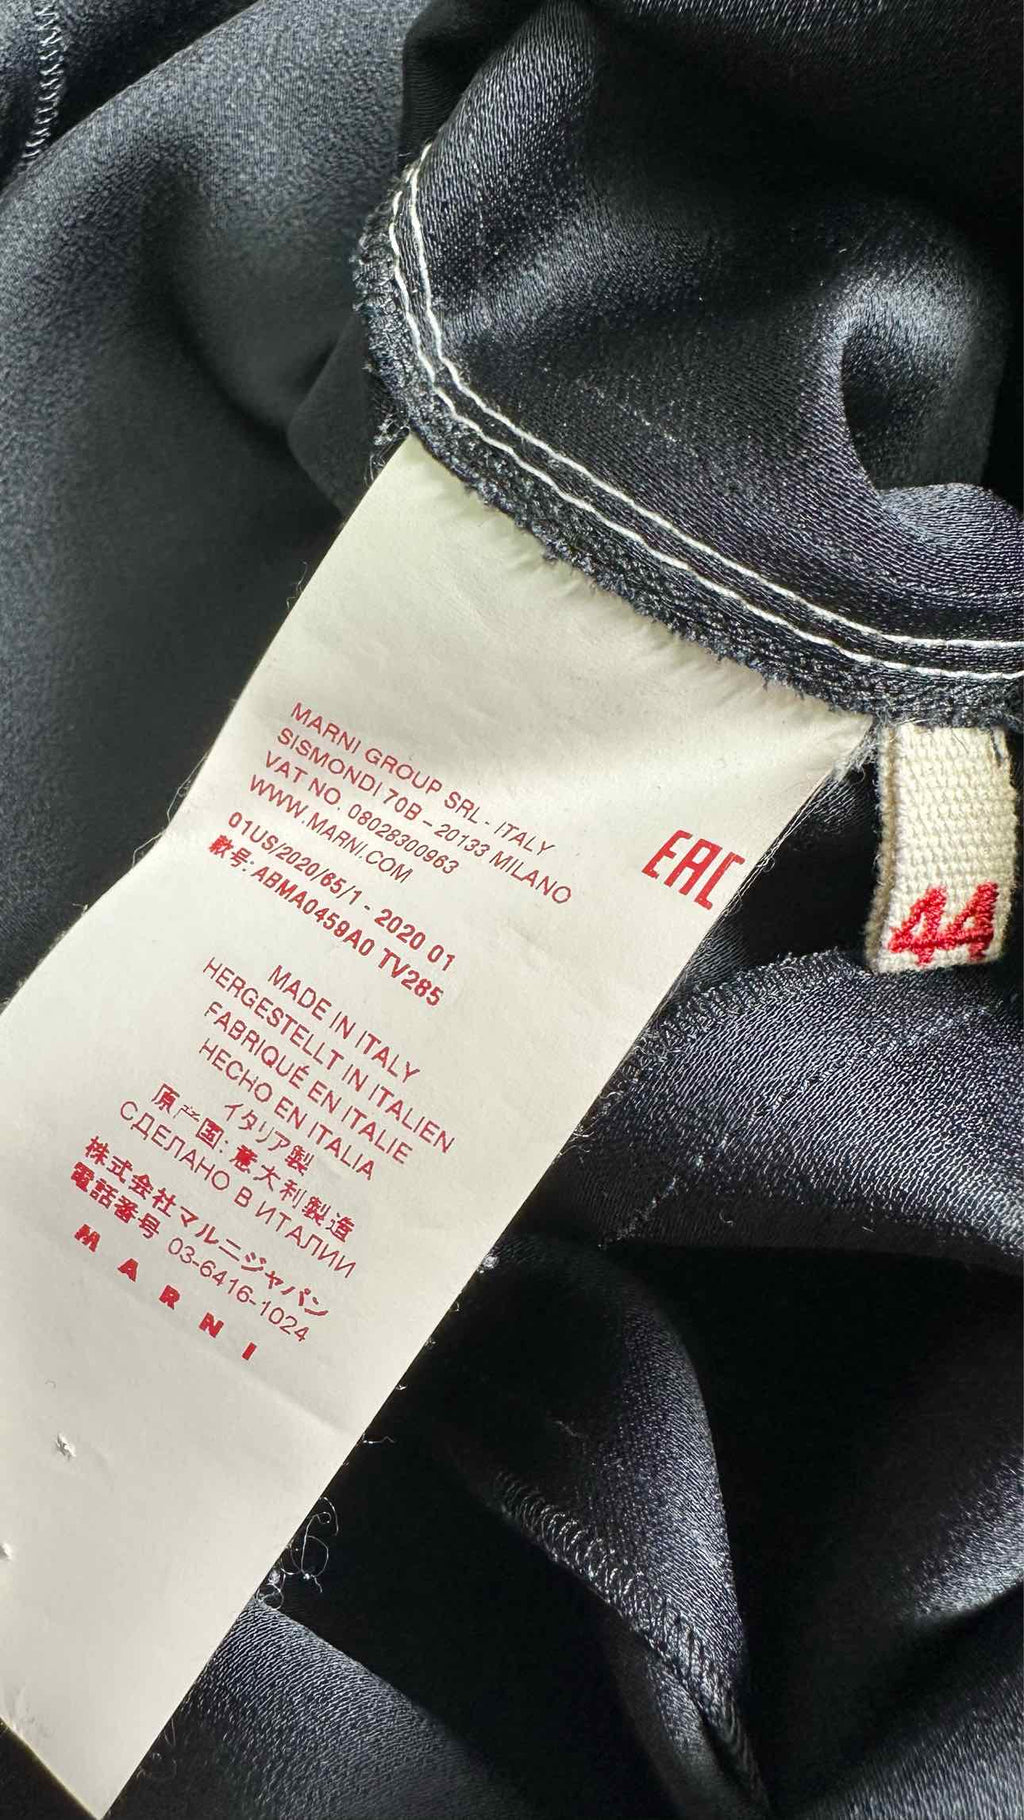 MARNI GROUP SRL - ITALY
SISMONDI 70B – 20133 MILANO
VAT NO. 08028300963
WWW.MARNI.COM
EAC
44
01US/2020/65/1 - 2020 01
款号: ABMA0459A0 TV285
MADE IN ITALY
HERGESTELLT IN ITALIEN
FABRIQUÉ EN ITALIE
HECHO EN ITALIA
イタリア製
原产国: 意大利製造
СДЕЛАНО В ИТАЛИИ
株式会社マルニジャパン
電話番号 03-6416-1024
MARNI